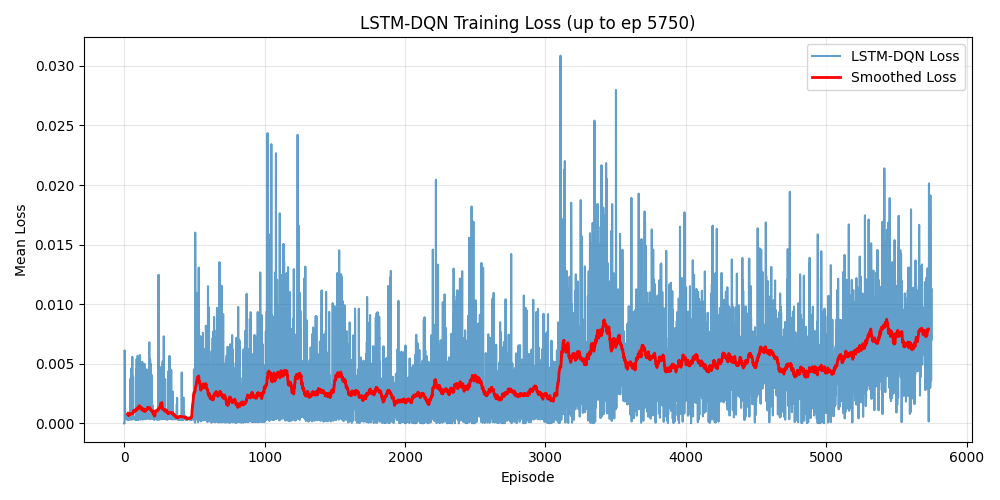 LSTM-DQN Training Loss (up to ep 5750)
LSTM-DQN Loss
Smoothed Loss
Mean Loss
0.030
0.025
0.020
0.015
0.010
0.005
0.000
0 1000 2000 3000 4000 5000 6000
Episode